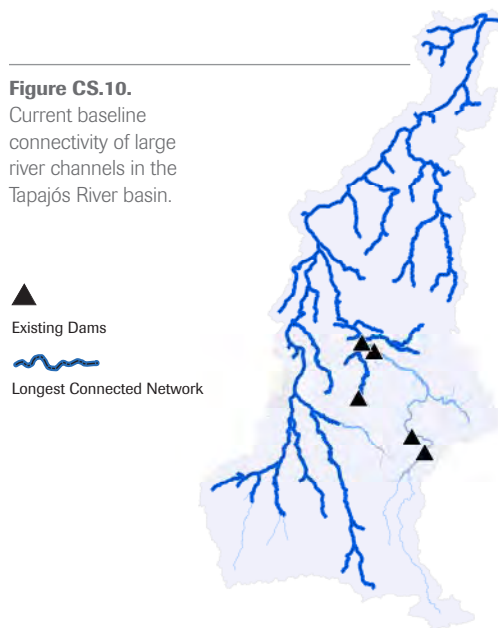 Figure CS.10.
Current baseline
connectivity of large
river channels in the
Tapajós River basin.
Existing Dams
Longest Connected Network